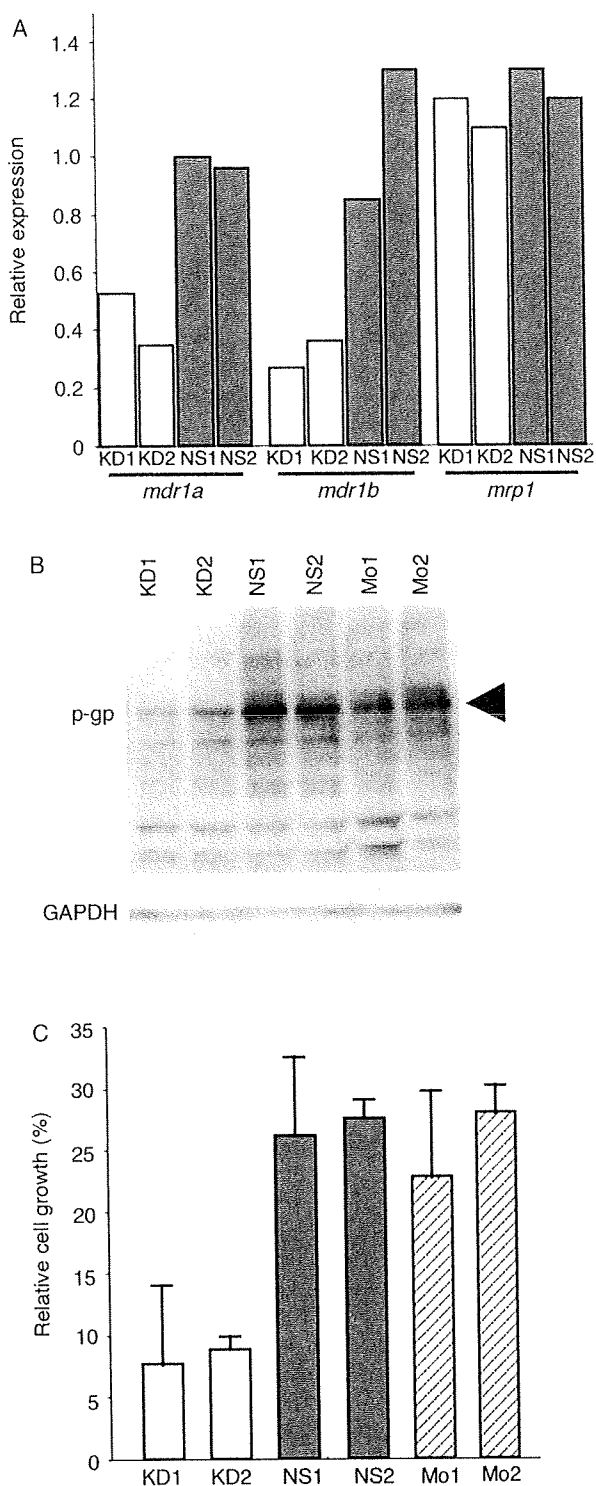 A
Relative expression
1.4
1.2
1.0
0.8
0.6
0.4
0.2
0
KD1 KD2 NS1 NS2 KD1 KD2 NS1 NS2 KD1 KD2 NS1 NS2
mdr1a mdr1b mrp1
B
KD1 KD2 NS1 NS2 Mo1 Mo2
p-gp
GAPDH
C
Relative cell growth (%)
35
30
25
20
15
10
5
0
KD1 KD2 NS1 NS2 Mo1 Mo2